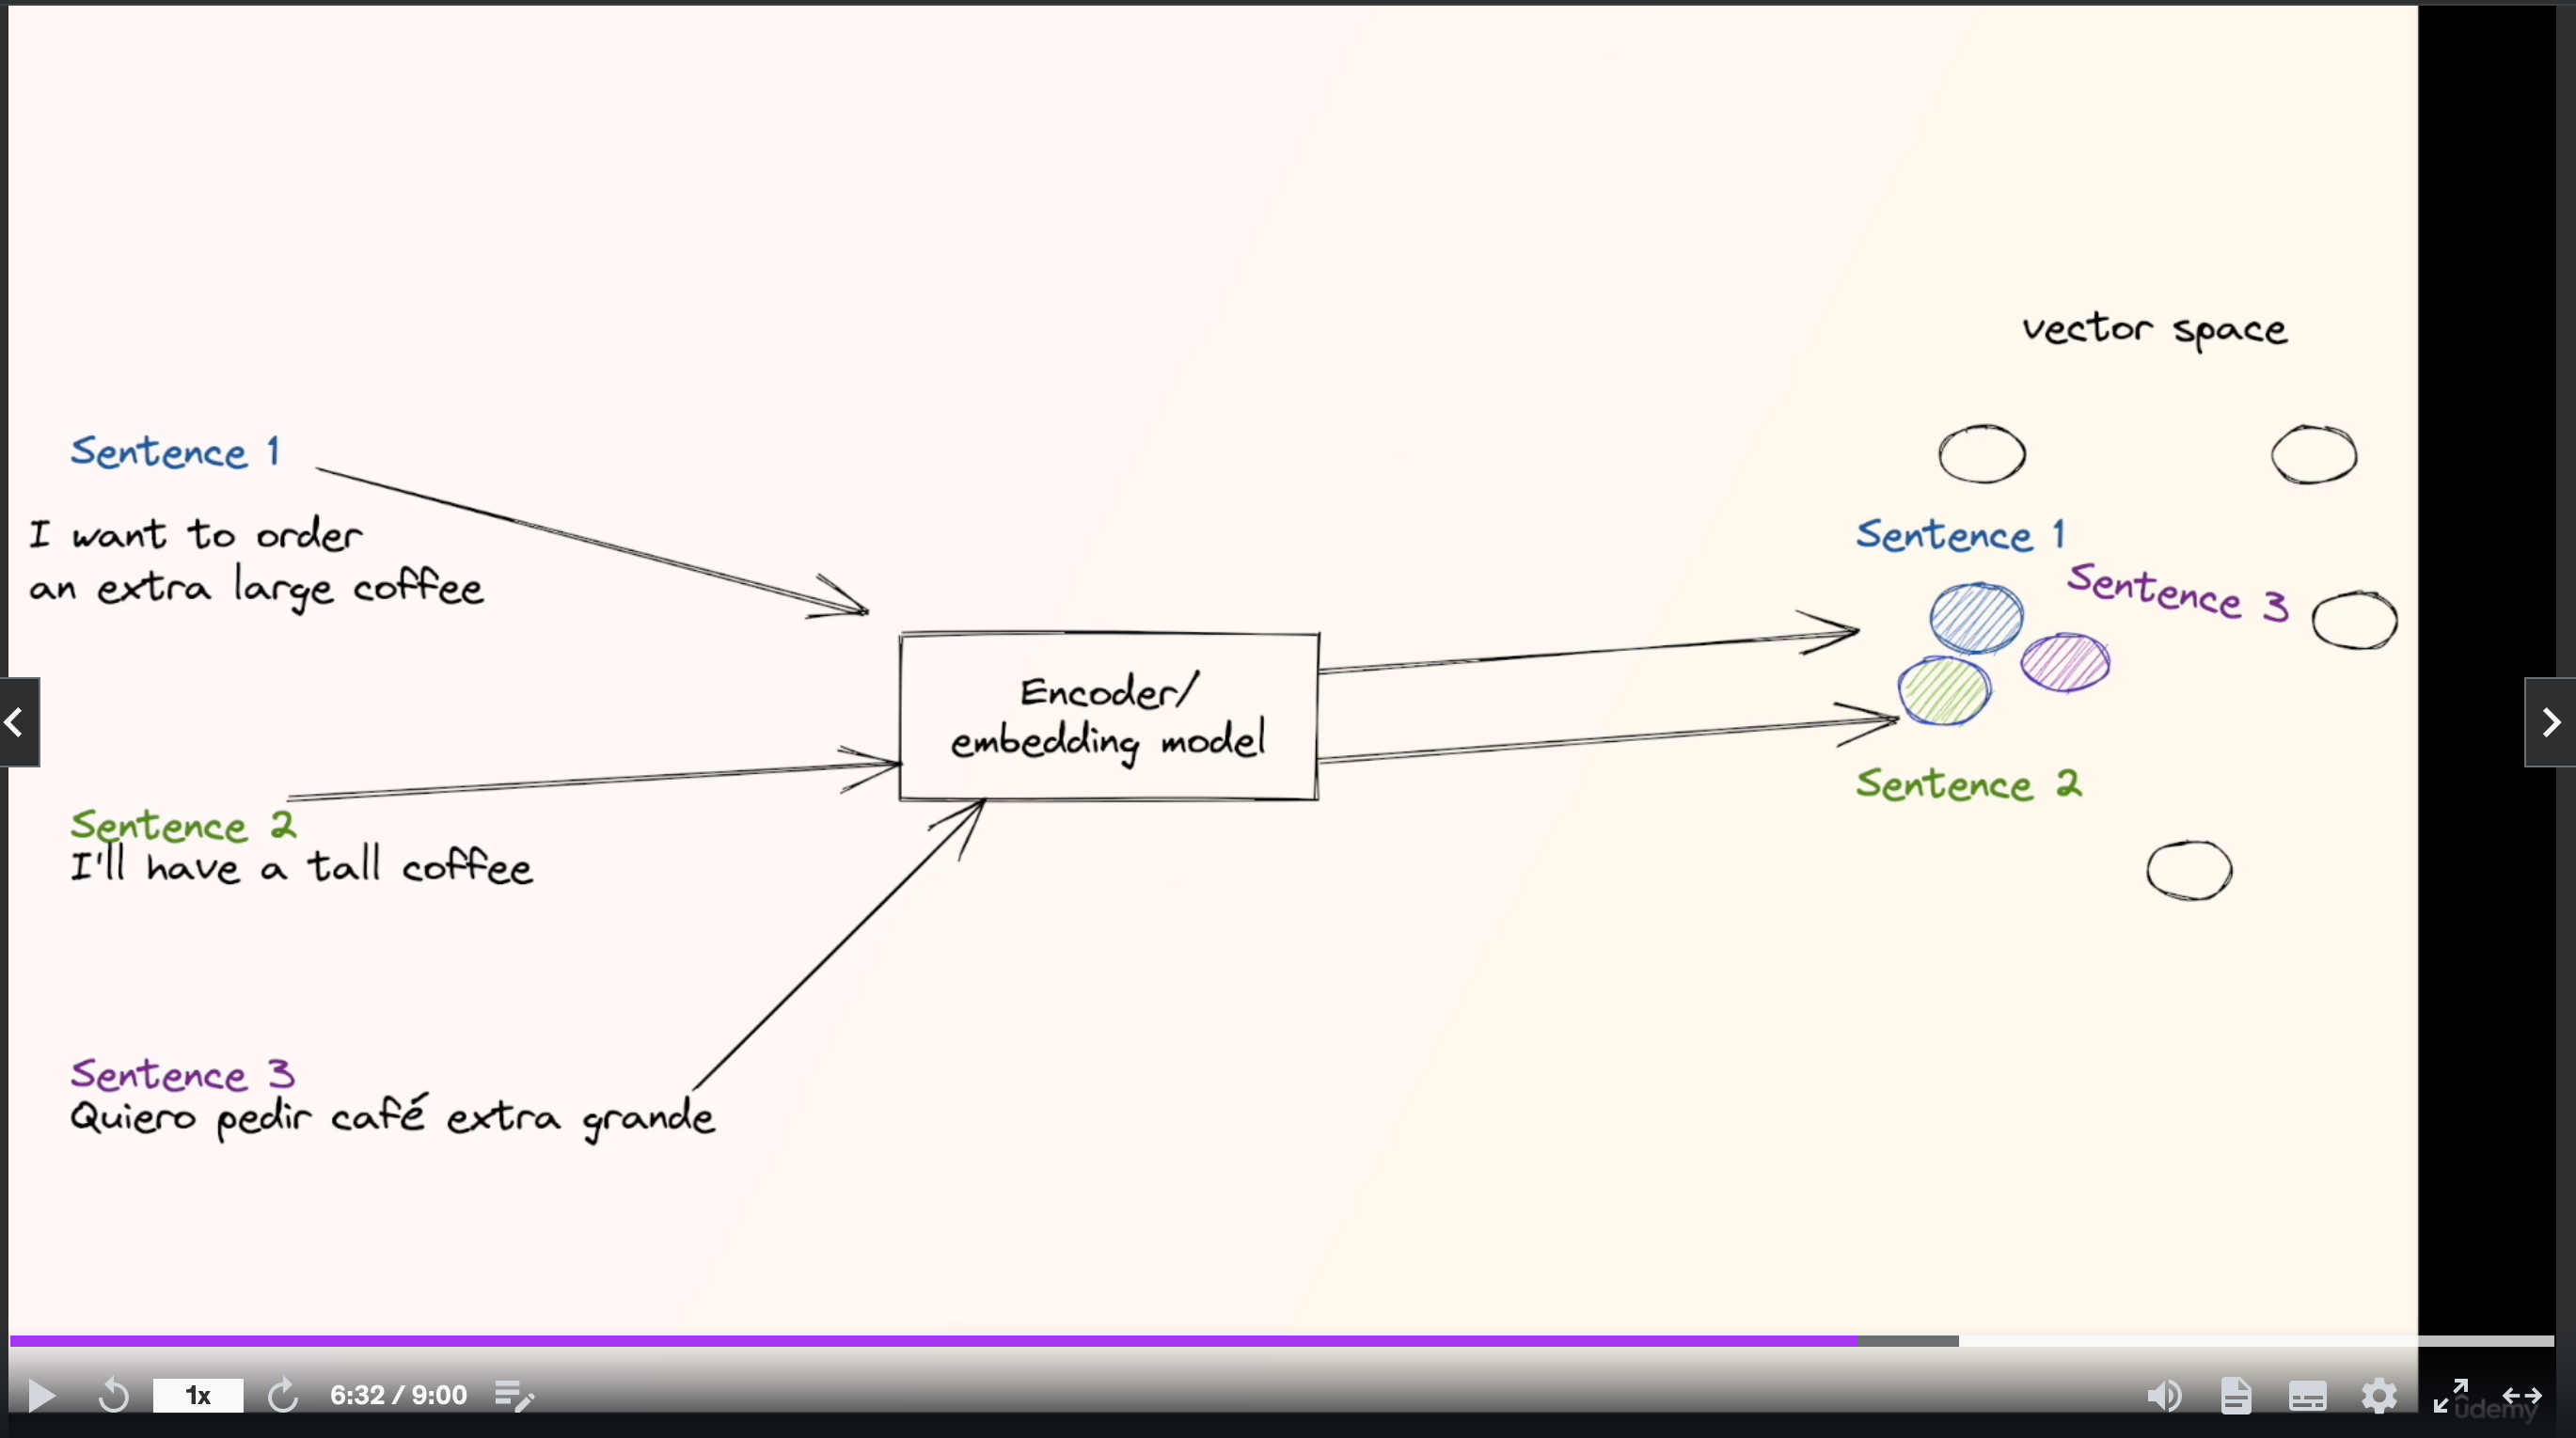 vector space
Sentence 1
I want to order
an extra large coffee
Sentence 1
Sentence 3
Encoder/
embedding model
Sentence 2
Sentence 2
I'll have a tall coffee
Sentence 3
Quiero pedir café extra grande
1x
6:32 / 9:00
ûdemy